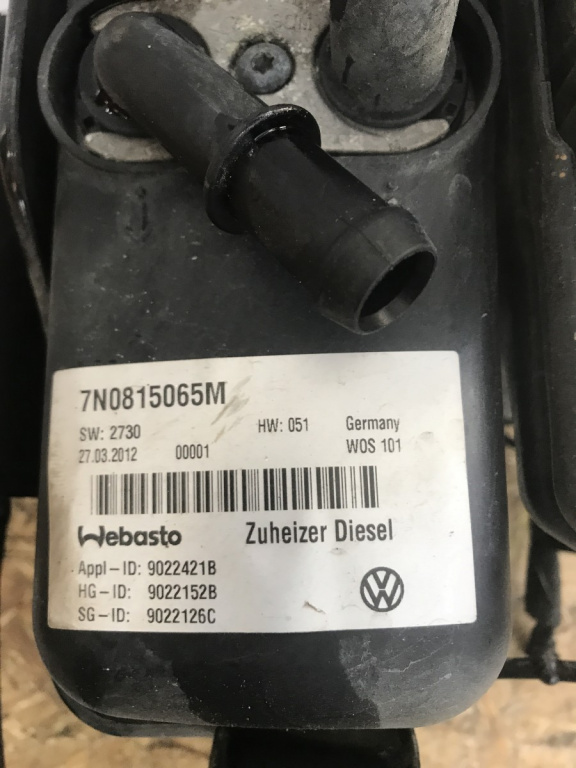 7N0815065M
SW: 2730 HW: 051 Germany
27.03.2012 00001 WOS 101
Webasto Zuheizer Diesel
Appl-ID: 9022421B
HG-ID: 9022152B
SG-ID: 9022126C
VW